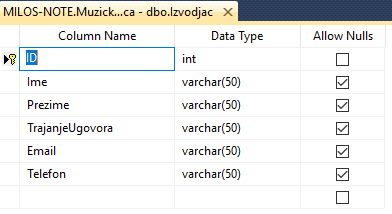 MILOS-NOTE.Muzick...ca - dbo.Izvodjac
Column Name Data Type Allow Nulls
ID int
Ime varchar(50)
Prezime varchar(50)
TrajanjeUgovora varchar(50)
Email varchar(50)
Telefon varchar(50)